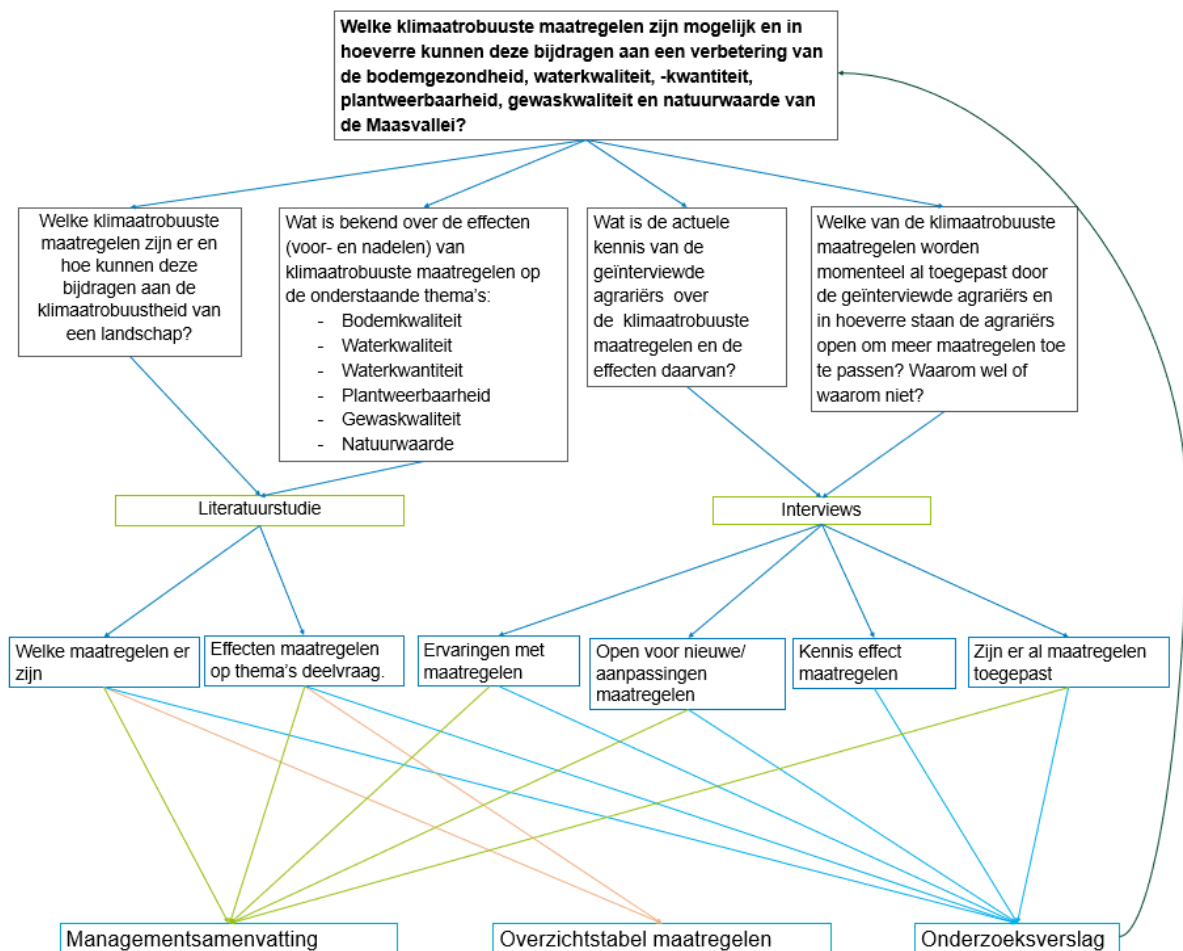 Welke klimaatrobuuste maatregelen zijn mogelijk en in
hoeverre kunnen deze bijdragen aan een verbetering van
de bodemgezondheid, waterkwaliteit, -kwantiteit,
plantweerbaarheid, gewaskwaliteit en natuurwaarde van
de Maasvallei?
Welke klimaatrobuuste
maatregelen zijn er en
hoe kunnen deze
bijdragen aan de
klimaatrobuustheid van
een landschap?
Wat is bekend over de effecten
(voor- en nadelen) van
klimaatrobuuste maatregelen op
de onderstaande thema's:
- Bodemkwaliteit
- Waterkwaliteit
- Waterkwantiteit
- Plantweerbaarheid
- Gewaskwaliteit
- Natuurwaarde
Wat is de actuele
kennis van de
geïnterviewde
agrariërs over
de klimaatrobuuste
maatregelen en de
effecten daarvan?
Welke van de klimaatrobuuste
maatregelen worden
momenteel al toegepast door
de geïnterviewde agrariërs en
in hoeverre staan de agrariërs
open om meer maatregelen toe
te passen? Waarom wel of
waarom niet?
Literatuurstudie
Interviews
Welke maatregelen er
zijn
Effecten maatregelen
op thema's deelvraag.
Ervaringen met
maatregelen
Open voor nieuwe/
aanpassingen
maatregelen
Kennis effect
maatregelen
Zijn er al maatregelen
toegepast
Managementsamenvatting
Overzichtstabel maatregelen
Onderzoeksverslag